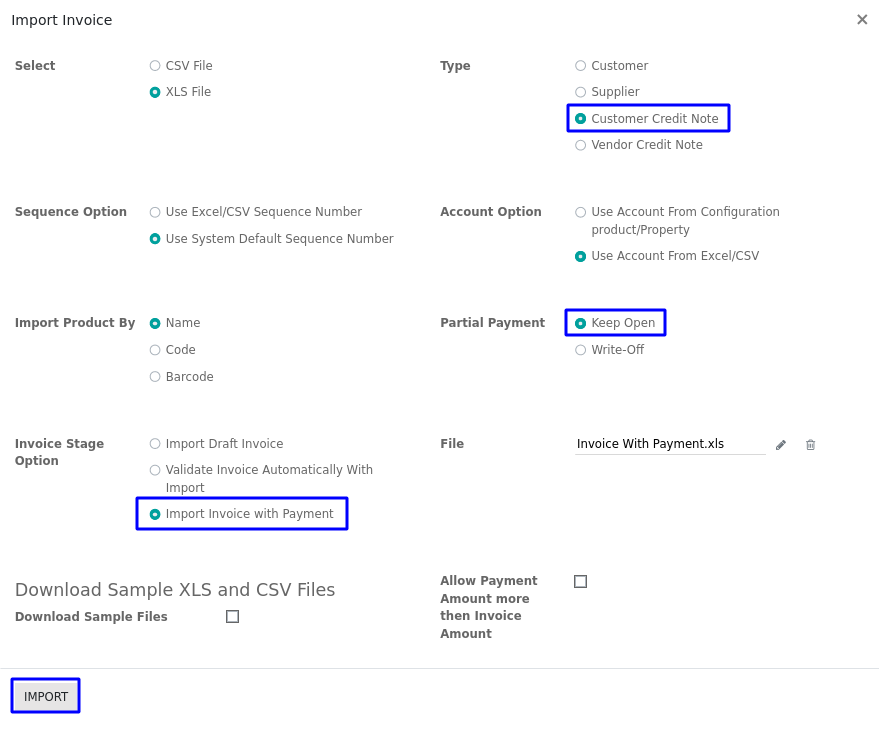 Import Invoice
Select
CSV File
XLS File
Type
Customer
Supplier
Customer Credit Note
Vendor Credit Note
Sequence Option
Use Excel/CSV Sequence Number
Use System Default Sequence Number
Account Option
Use Account From Configuration
product/Property
Use Account From Excel/CSV
Import Product By
Name
Code
Barcode
Partial Payment
Keep Open
Write-Off
Invoice Stage
Option
Import Draft Invoice
Validate Invoice Automatically With
Import
Import Invoice with Payment
File
Invoice With Payment.xls
Download Sample XLS and CSV Files
Download Sample Files
Allow Payment
Amount more
then Invoice
Amount
IMPORT